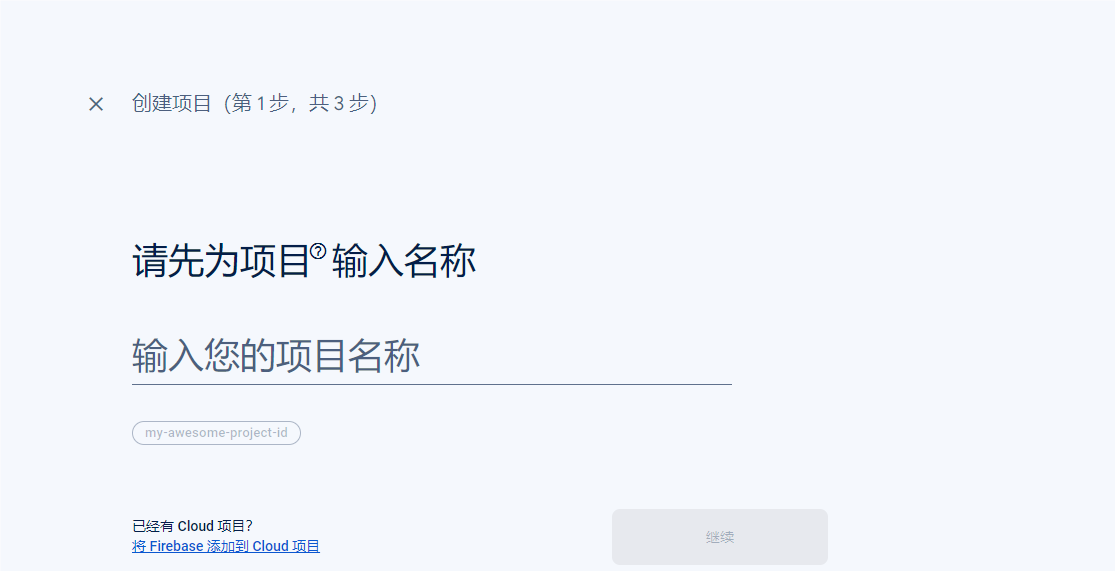 创建项目（第 1 步，共 3 步）
请先为项目输入名称
输入您的项目名称
my-awesome-project-id
已经有 Cloud 项目？
将 Firebase 添加到 Cloud 项目
继续